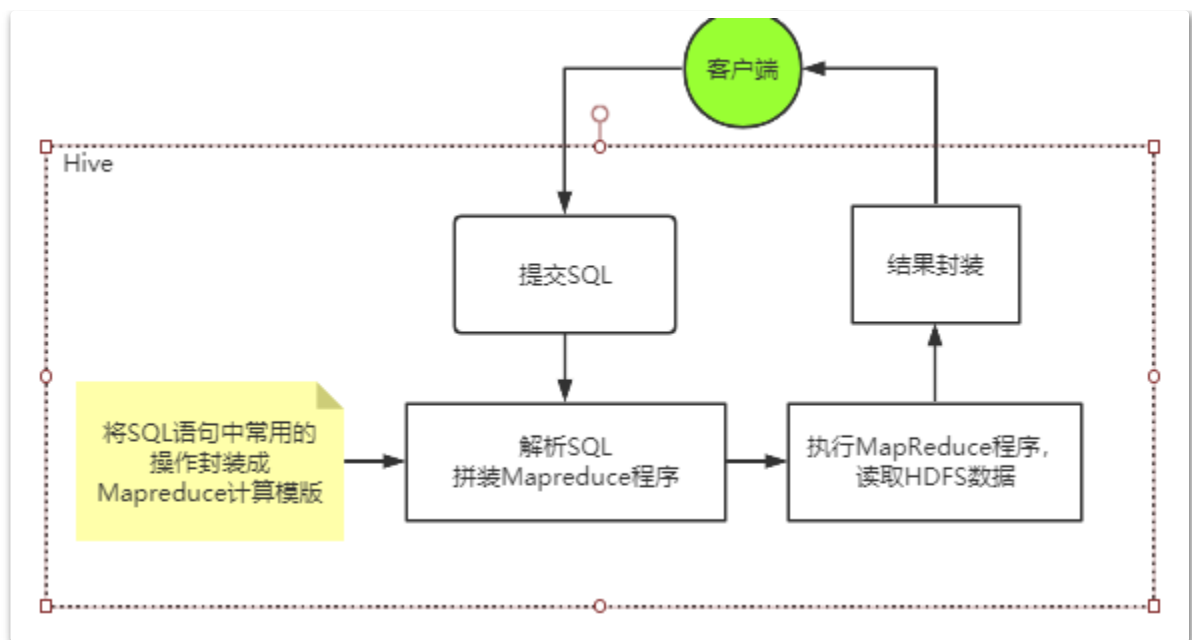 客户端
Hive
提交SQL
结果封装
将SQL语句中常用的
操作封装成
Mapreduce计算模版
解析SQL
拼装Mapreduce程序
执行MapReduce程序,
读取HDFS数据